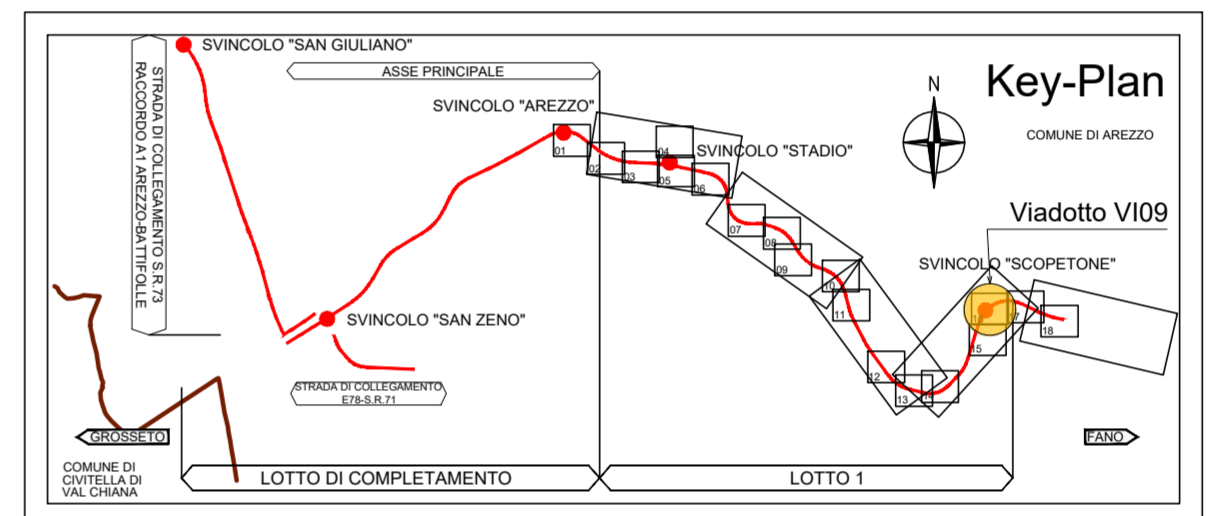 SVINCOLO "SAN GIULIANO"
Key-Plan
STRADA DI COLLEGAMENTO S.R.73
RACCORDO A1 AREZZO-BATTIFOLLE
ASSE PRINCIPALE
N
SVINCOLO "AREZZO"
COMUNE DI AREZZO
01
02
03
04
SVINCOLO "STADIO"
05
06
Viadotto VI09
07
08
09
SVINCOLO "SCOPETONE"
10
11
16
17
18
SVINCOLO "SAN ZENO"
15
12
13
14
STRADA DI COLLEGAMENTO
E78-S.R.71
GROSSETO
FANO
COMUNE DI
CIVITELLA DI
VAL CHIANA
LOTTO DI COMPLETAMENTO
LOTTO 1